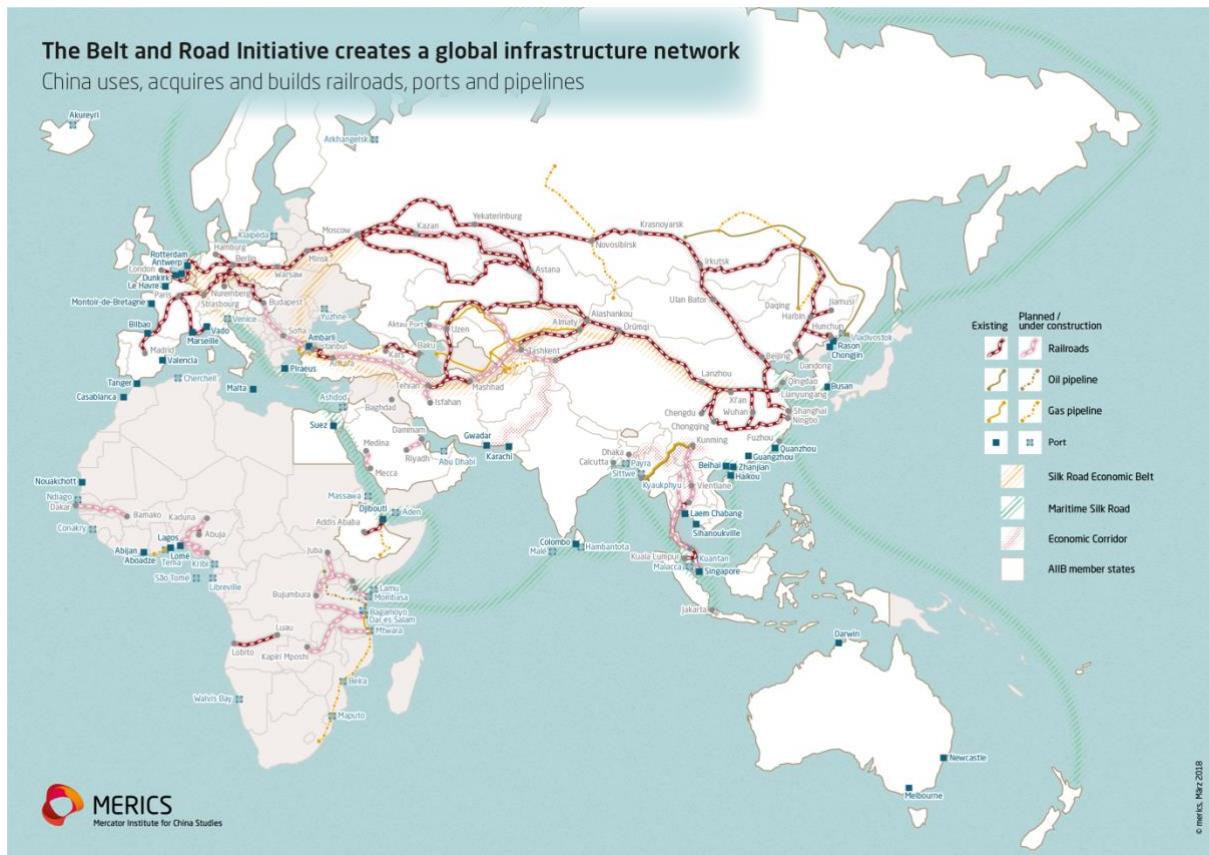 The Belt and Road Initiative creates a global infrastructure network
China uses, acquires and builds railroads, ports and pipelines
Akureyri
Arkhangelsk
Klaipėda
Moscow
Kazan
Yekaterinburg
Krasnoyarsk
Novosibirsk
Hamburg
Rotterdam
Antwerp
London
Dunkirk
Le Havre
Berlin
Minsk
Warsaw
Paris
Nuremberg
Strasbourg
Budapest
Montoir-de-Bretagne
Astana
Irkutsk
Ulan Bator
Bilbao
Venice
Vado
Marseille
Madrid
Valencia
Yuzhne
Sofia
Ambarli
Istanbul
Ankara
Kars
Baku
Aktau Port
Uzen
Alashankou
Almaty
Ürümqi
Tashkent
Daqing
Jiamusi
Harbin
Hunchun
Vladivostok
Rason
Chongjin
Beijing
Dandong
Tanger
Casablanca
Cherchell
Malta
Piraeus
Tehran
Mashhad
Isfahan
Lanzhou
Qingdao
Lianyungang
Busan
Xi'an
Chengdu
Wuhan
Chongqing
Shanghai
Ningbo
Ashdod
Baghdad
Suez
Medina
Dammam
Riyadh
Mecca
Abu Dhabi
Gwadar
Karachi
Dhaka
Calcutta
Payra
Sittwe
Kyaukphyu
Kunming
Fuzhou
Quanzhou
Guangzhou
Beihai
Zhanjian
Haikou
Vientiane
Nouakchott
Ndiago
Dakar
Bamako
Kaduna
Abuja
Conakry
Abijan
Aboadze
Lagos
Lomé
Tema
Kribi
São Tome
Libreville
Massawa
Djibouti
Aden
Addis Ababa
Juba
Bujumbura
Lamu
Mombasa
Bagamoyo
Dar es Salam
Mtwara
Colombo
Hambantota
Malé
Laem Chabang
Sihanoukville
Kuala Lumpur
Kuantan
Malacca
Singapore
Jakarta
Luau
Lobito
Kapiri Mposhi
Walvis Bay
Beira
Maputo
Darwin
Newcastle
Melbourne
Existing
Planned /
under construction
Railroads
Oil pipeline
Gas pipeline
Port
Silk Road Economic Belt
Maritime Silk Road
Economic Corridor
AIIB member states
MERICS
Mercator Institute for China Studies
© merics, März 2018